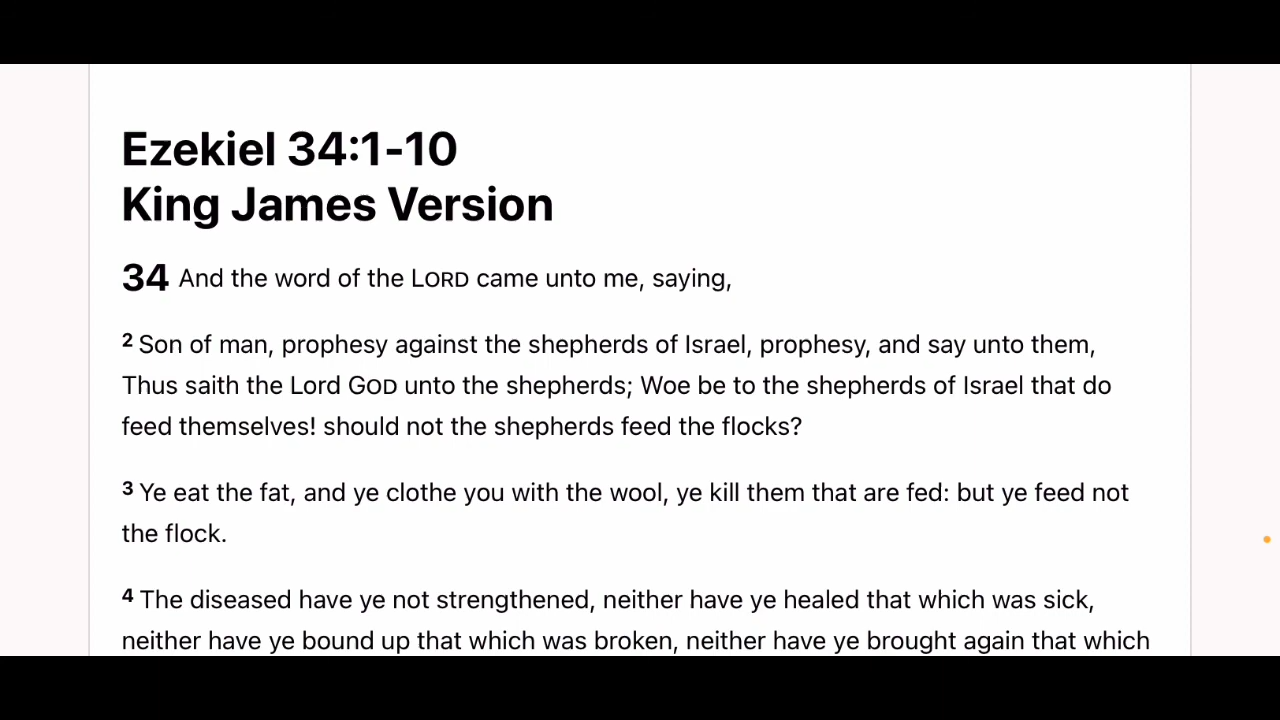 Ezekiel 34:1-10
King James Version
34 And the word of the LORD came unto me, saying,
2 Son of man, prophesy against the shepherds of Israel, prophesy, and say unto them,
Thus saith the Lord GOD unto the shepherds; Woe be to the shepherds of Israel that do
feed themselves! should not the shepherds feed the flocks?
3 Ye eat the fat, and ye clothe you with the wool, ye kill them that are fed: but ye feed not
the flock.
4 The diseased have ye not strengthened, neither have ye healed that which was sick,
neither have ye bound up that which was broken, neither have ye brought again that which